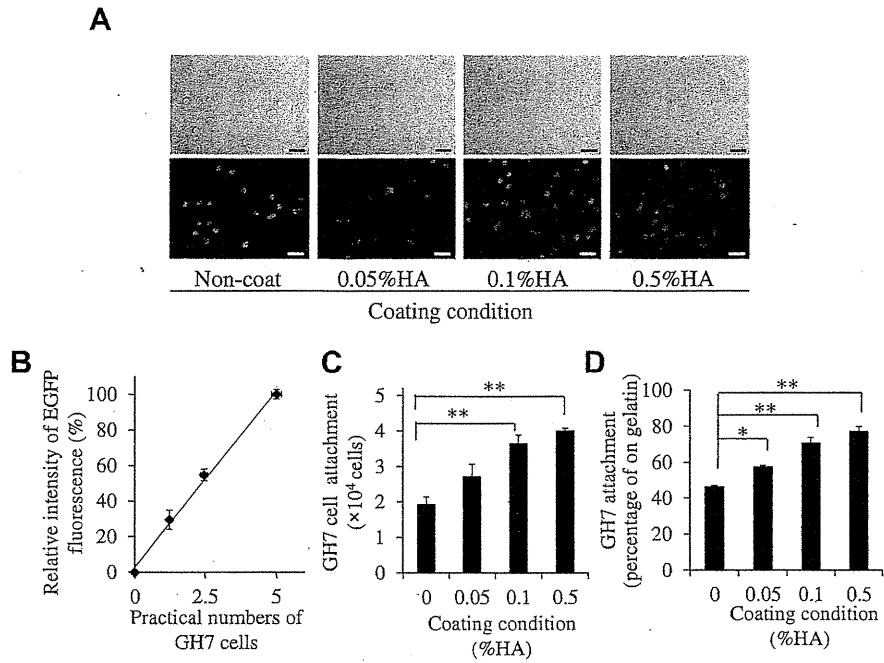 A
Non-coat 0.05%HA 0.1%HA 0.5%HA
Coating condition
B
Relative intensity of EGFP
fluorescence (%)
100
80
60
40
20
0
0 2.5 5
Practical numbers of
GH7 cells
C
GH7 cell attachment
(×10⁴ cells)
5
4
3
2
1
0
**
**
0 0.05 0.1 0.5
Coating condition
(%HA)
D
GH7 attachment
(percentage of on gelatin)
100
80
60
40
20
0
**
**
*
0 0.05 0.1 0.5
Coating condition
(%HA)